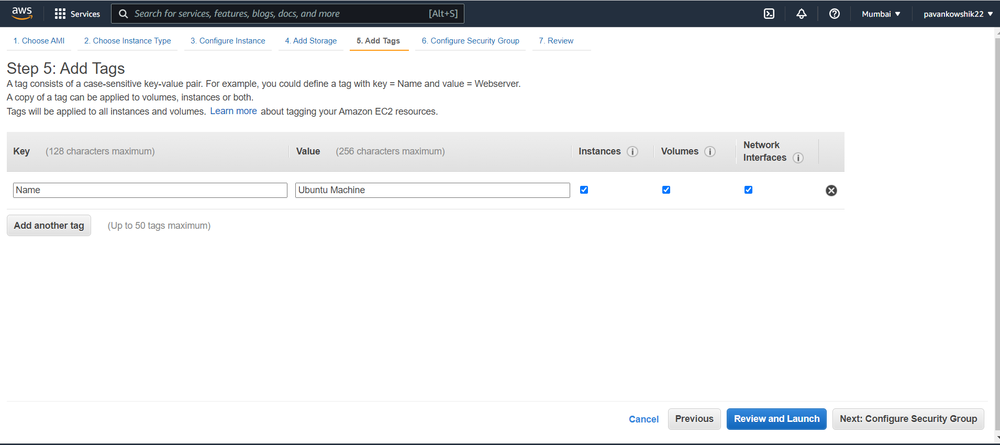 aws Services Search for services, features, blogs, docs, and more [Alt+S] Mumbai ▼ pavankowshik22 ▼
1. Choose AMI 2. Choose Instance Type 3. Configure Instance 4. Add Storage 5. Add Tags 6. Configure Security Group 7. Review
Step 5: Add Tags
A tag consists of a case-sensitive key-value pair. For example, you could define a tag with key = Name and value = Webserver.
A copy of a tag can be applied to volumes, instances or both.
Tags will be applied to all instances and volumes. Learn more about tagging your Amazon EC2 resources.
Key (128 characters maximum) Value (256 characters maximum) Instances i Volumes i Network
Interfaces i
Name Ubuntu Machine
Add another tag (Up to 50 tags maximum)
Cancel Previous Review and Launch Next: Configure Security Group